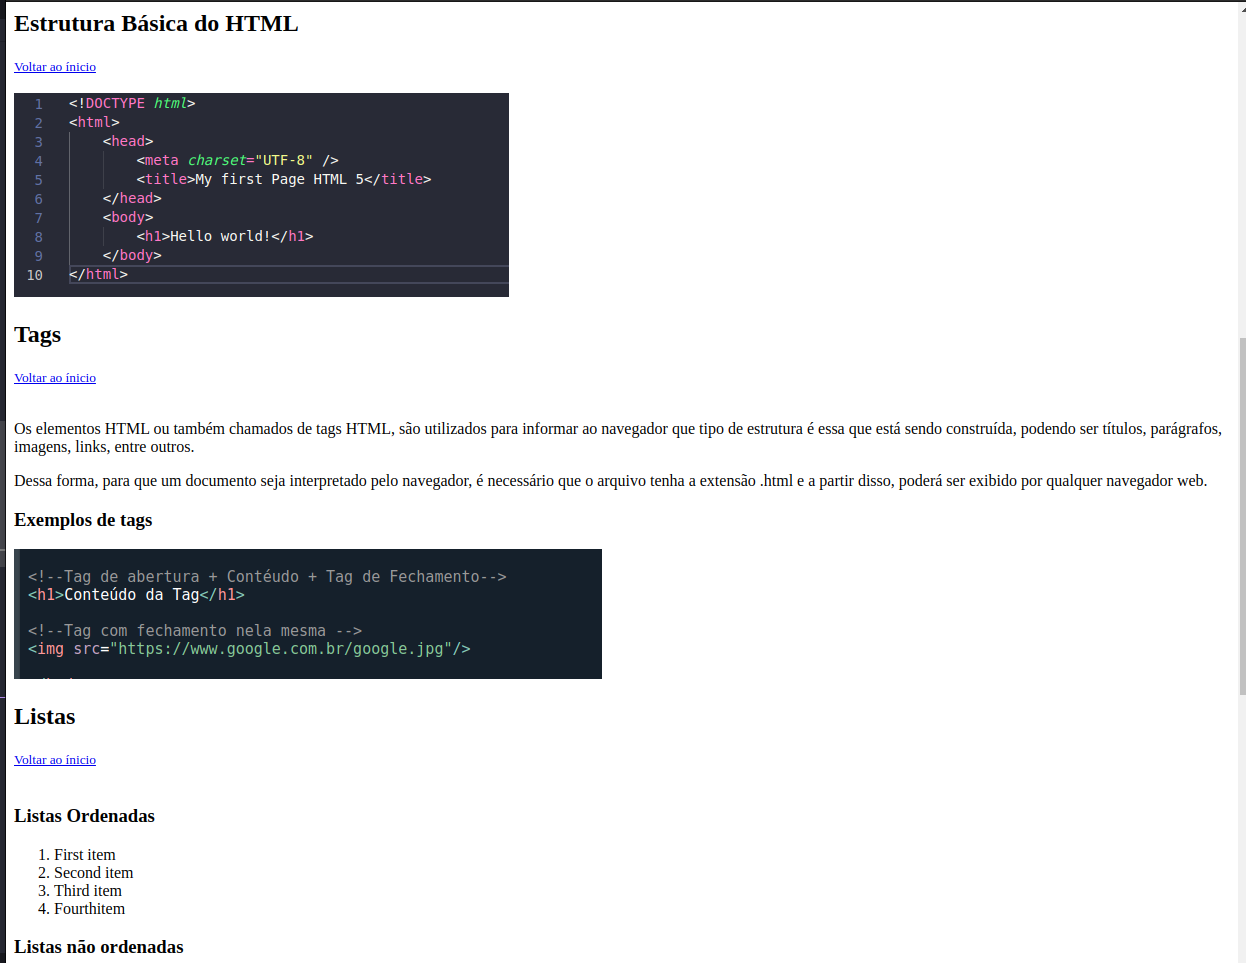 Estrutura Básica do HTML
Voltar ao ínicio
1 <!DOCTYPE html>
2 <html>
3 <head>
4 <meta charset="UTF-8" />
5 <title>My first Page HTML 5</title>
6 </head>
7 <body>
8 <h1>Hello world!</h1>
9 </body>
10 </html>
Tags
Voltar ao ínicio
Os elementos HTML ou também chamados de tags HTML, são utilizados para informar ao navegador que tipo de estrutura é essa que está sendo construída, podendo ser títulos, parágrafos,
imagens, links, entre outros.
Dessa forma, para que um documento seja interpretado pelo navegador, é necessário que o arquivo tenha a extensão .html e a partir disso, poderá ser exibido por qualquer navegador web.
Exemplos de tags
<!--Tag de abertura + Contéudo + Tag de Fechamento-->
<h1>Conteúdo da Tag</h1>
<!--Tag com fechamento nela mesma -->
<img src="https://www.google.com.br/google.jpg"/>
Listas
Voltar ao ínicio
Listas Ordenadas
1. First item
2. Second item
3. Third item
4. Fourthitem
Listas não ordenadas